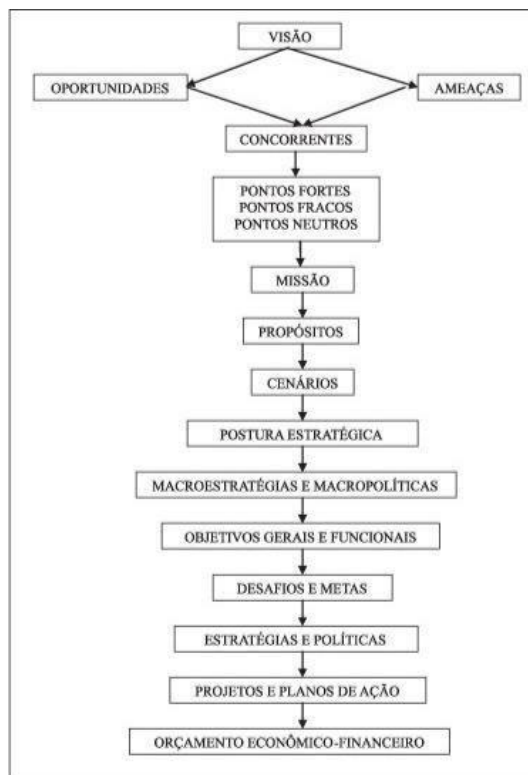 VISÃO
OPORTUNIDADES
AMEAÇAS
CONCORRENTES
PONTOS FORTES
PONTOS FRACOS
PONTOS NEUTROS
MISSÃO
PROPÓSITOS
CENÁRIOS
POSTURA ESTRATÉGICA
MACROESTRATÉGIAS E MACROPOLÍTICAS
OBJETIVOS GERAIS E FUNCIONAIS
DESAFIOS E METAS
ESTRATÉGIAS E POLÍTICAS
PROJETOS E PLANOS DE AÇÃO
ORÇAMENTO ECONÔMICO-FINANCEIRO